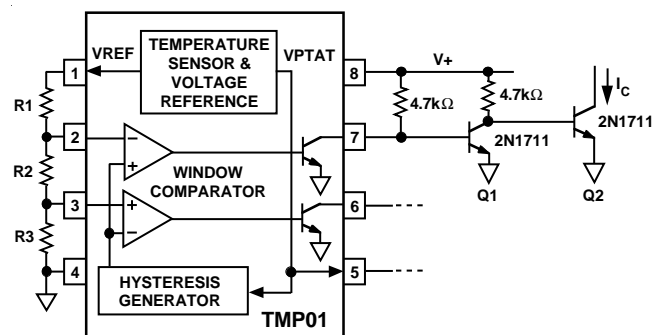 VREF
TEMPERATURE
SENSOR &
VOLTAGE
REFERENCE
VPTAT
1
2
3
4
R1
R2
R3
WINDOW
COMPARATOR
HYSTERESIS
GENERATOR
TMP01
8
7
6
5
V+
4.7kΩ
4.7kΩ
2N1711
2N1711
IC
Q1
Q2
− + + −